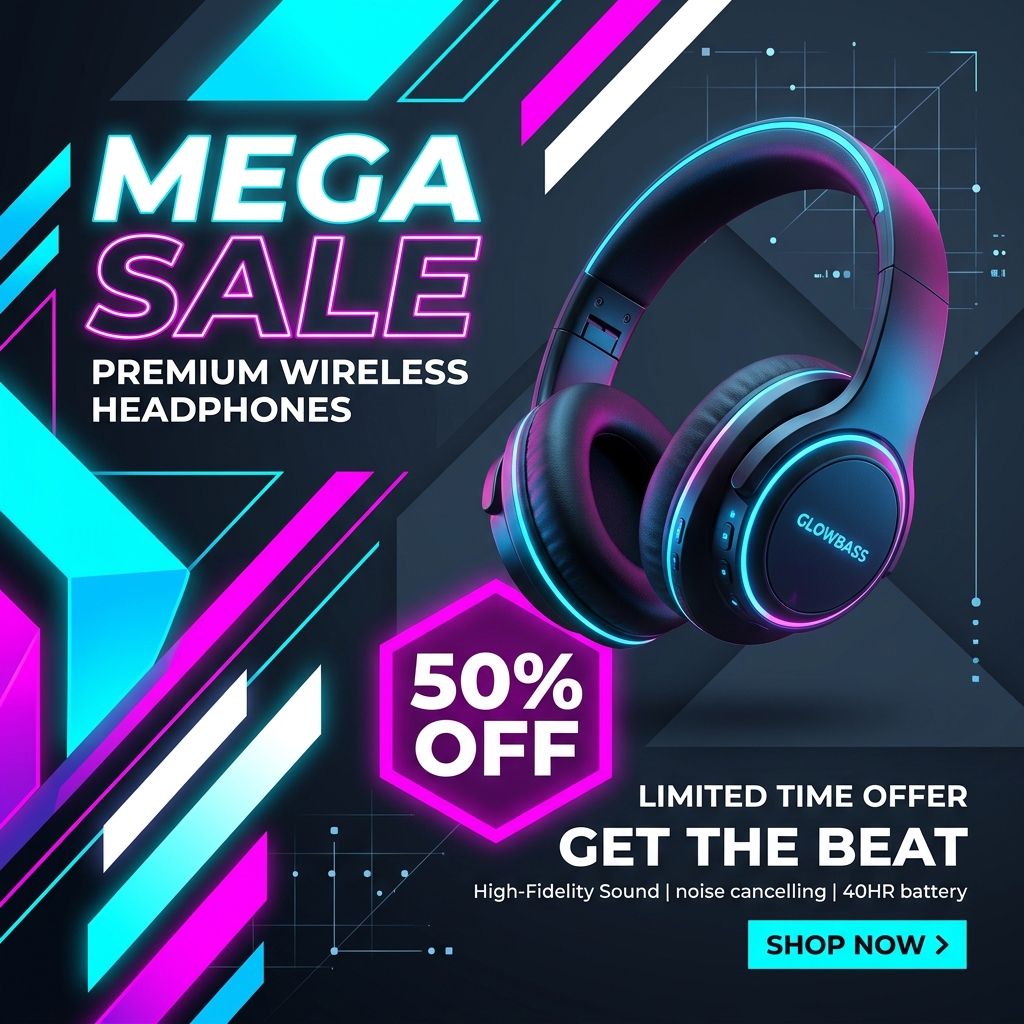 MEGA
SALE
PREMIUM WIRELESS
HEADPHONES
GLOWBASS
50%
OFF
LIMITED TIME OFFER
GET THE BEAT
High-Fidelity Sound | noise cancelling | 40HR battery
SHOP NOW >